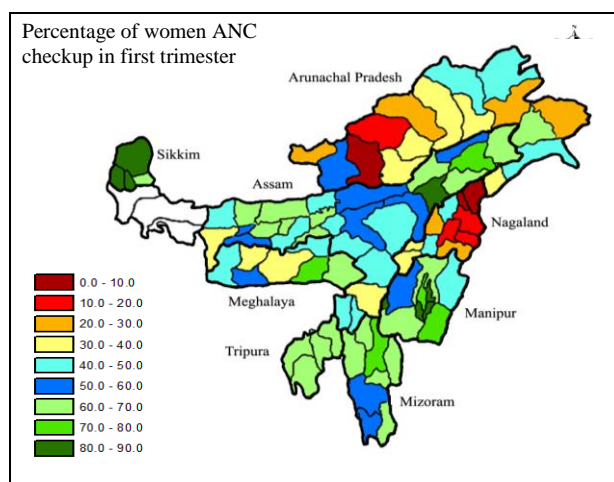 Percentage of women ANC
checkup in first trimester
N
Arunachal Pradesh
Sikkim
Assam
Nagaland
Meghalaya
Manipur
Tripura
Mizoram
0.0 - 10.0
10.0 - 20.0
20.0 - 30.0
30.0 - 40.0
40.0 - 50.0
50.0 - 60.0
60.0 - 70.0
70.0 - 80.0
80.0 - 90.0